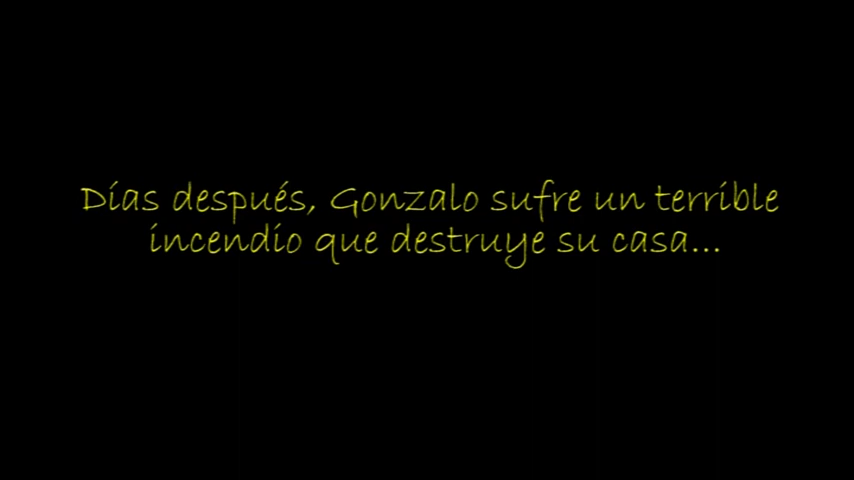 Días después, Gonzalo sufre un terrible
incendio que destruye su casa...